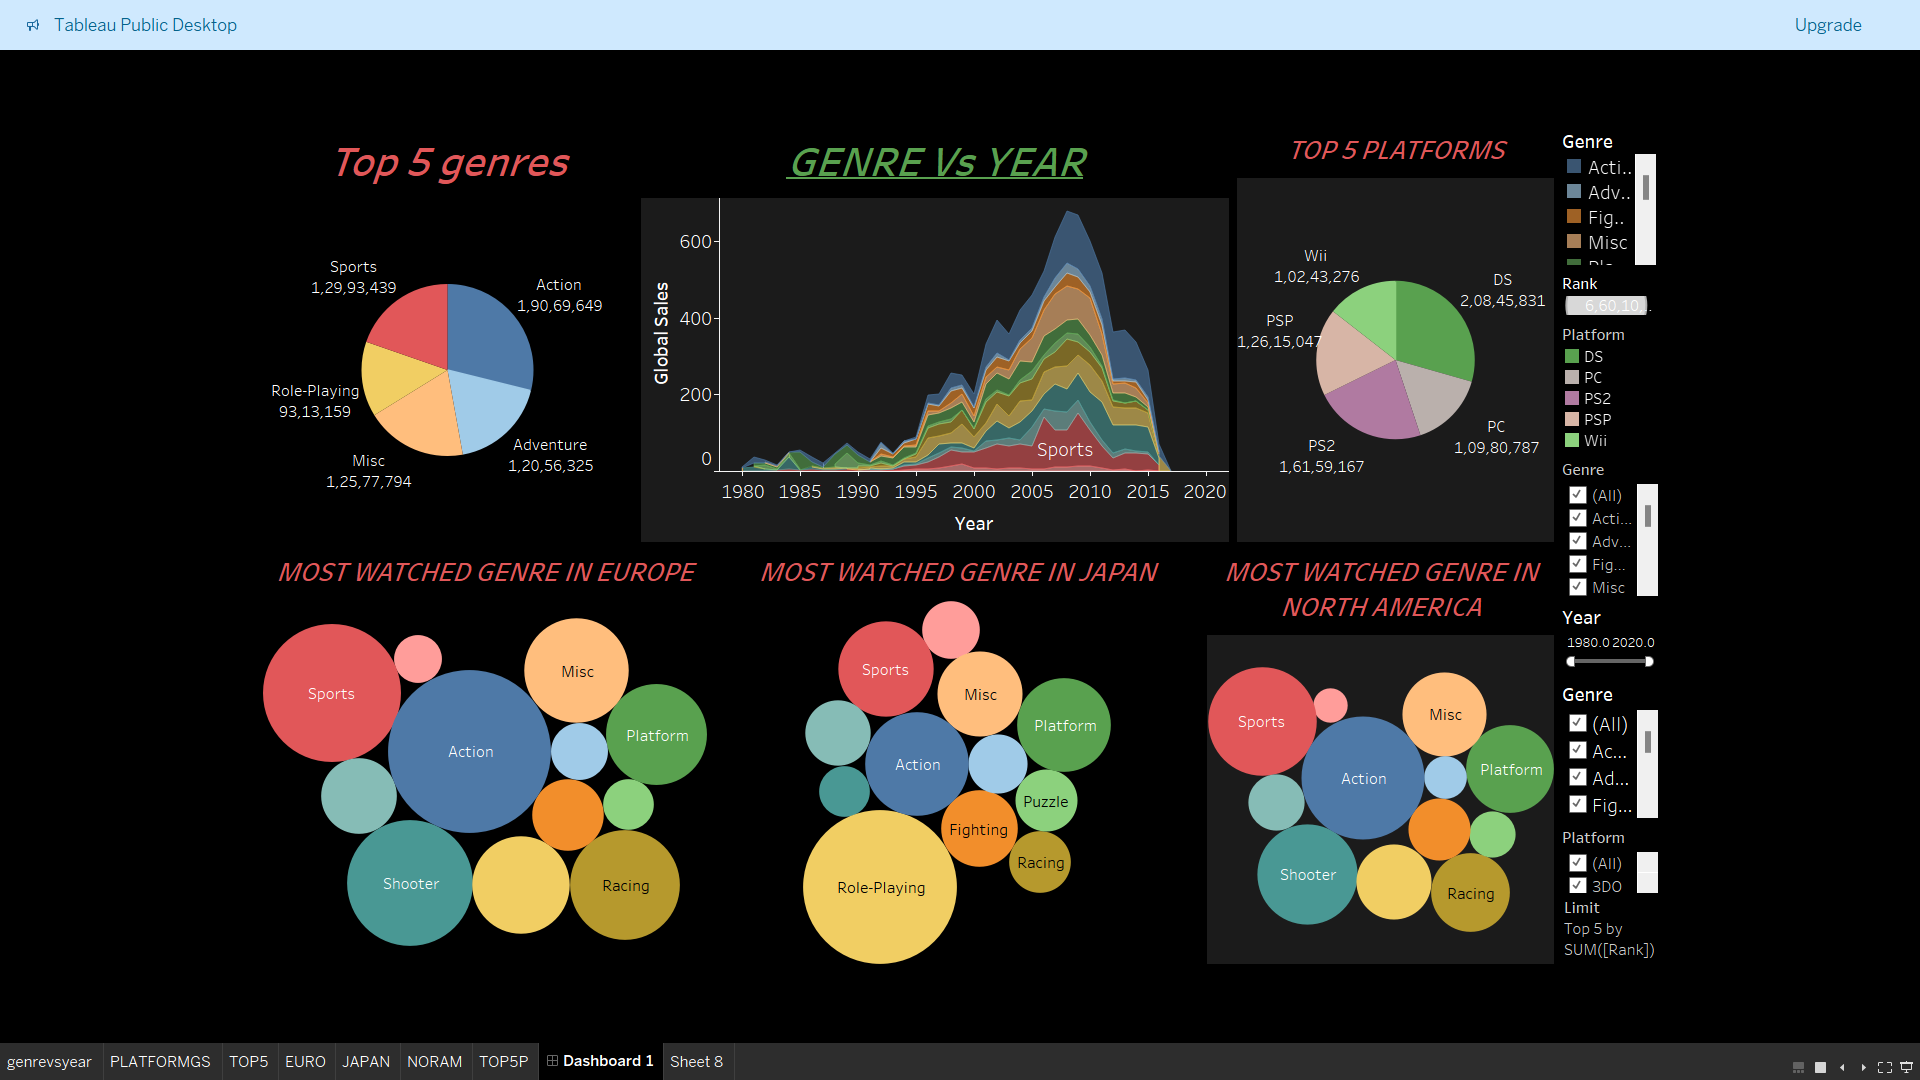 Tableau Public Desktop
Upgrade
Top 5 genres
Sports
1,29,93,439
Action
1,90,69,649
Role-Playing
93,13,159
Adventure
1,20,56,325
Misc
1,25,77,794
GENRE Vs YEAR
Global Sales
600
400
200
0
Sports
1980 1985 1990 1995 2000 2005 2010 2015 2020
Year
TOP 5 PLATFORMS
Wii
1,02,43,276
DS
2,08,45,831
PSP
1,26,15,047
PC
1,09,80,787
PS2
1,61,59,167
MOST WATCHED GENRE IN EUROPE
Sports
Misc
Platform
Action
Shooter
Racing
MOST WATCHED GENRE IN JAPAN
Sports
Misc
Platform
Action
Puzzle
Fighting
Racing
Role-Playing
MOST WATCHED GENRE IN
NORTH AMERICA
Sports
Misc
Platform
Action
Shooter
Racing
Genre
Acti..
Adv..
Fig..
Misc
Rank
6,60,10,..
Platform
DS
PC
PS2
PSP
Wii
Genre
(All)
Acti...
Adv...
Fig...
Misc
Year
1980.0 2020.0
Genre
(All)
Ac...
Ad...
Fig...
Platform
(All)
3DO
Limit
Top 5 by
SUM([Rank])
genrevsyear PLATFORMGS TOP5 EURO JAPAN NORAM TOP5P Dashboard 1 Sheet 8